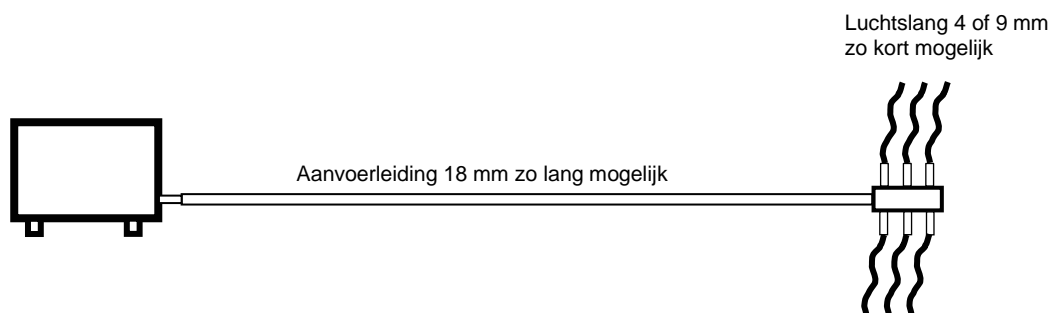 Luchtslang 4 of 9 mm
zo kort mogelijk
Aanvoerleiding 18 mm zo lang mogelijk